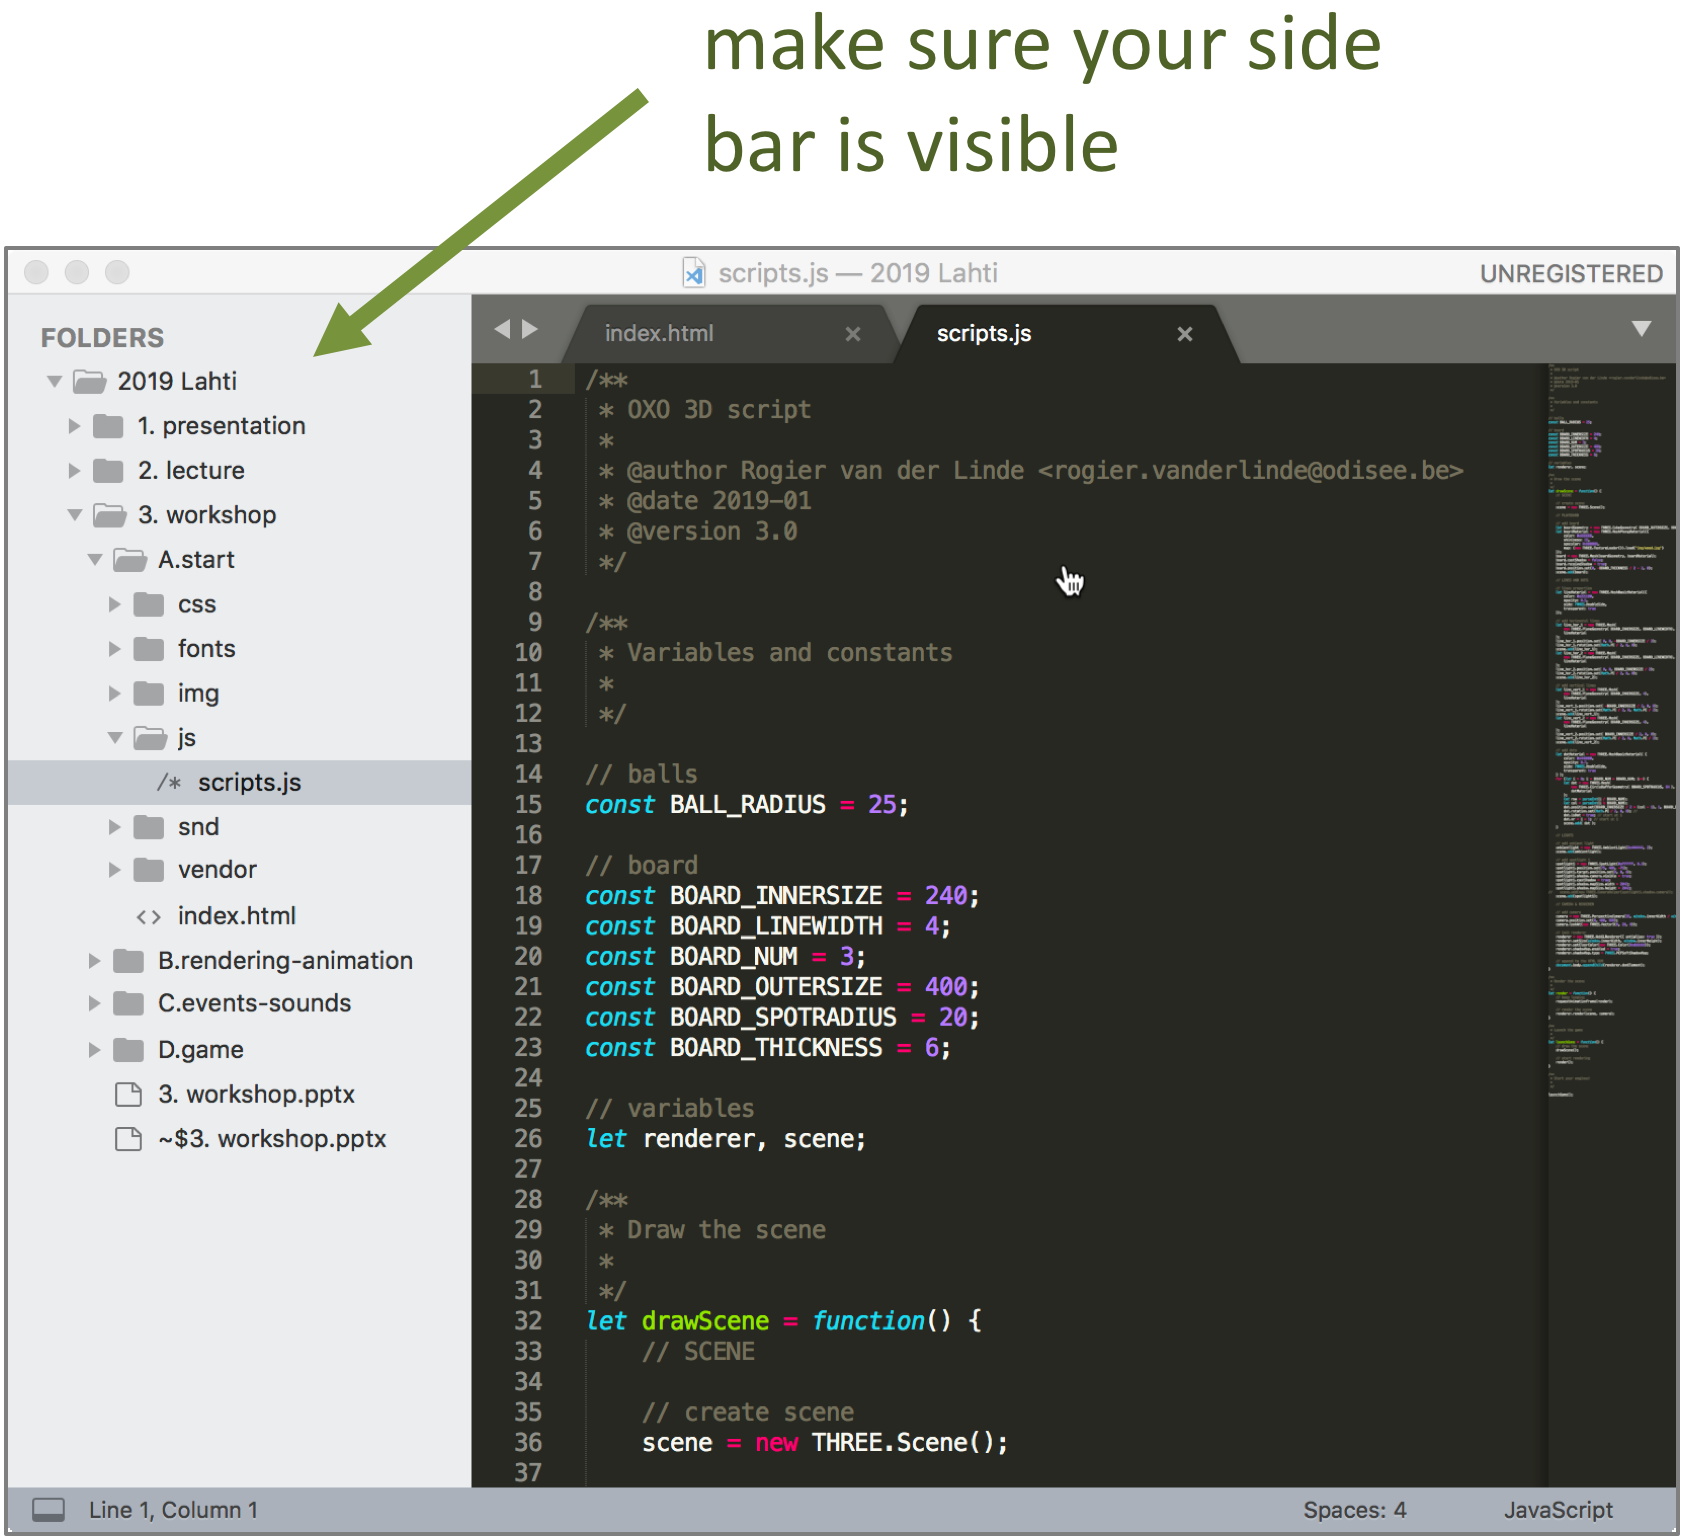 make sure your side
bar is visible
scripts.js — 2019 Lahti
UNREGISTERED
FOLDERS
2019 Lahti
1. presentation
2. lecture
3. workshop
A.start
css
fonts
img
js
/* scripts.js
snd
vendor
<> index.html
B.rendering-animation
C.events-sounds
D.game
3. workshop.pptx
~$3. workshop.pptx
index.html ×
scripts.js ×
1 /**
2 * OXO 3D script
3 *
4 * @author Rogier van der Linde <rogier.vanderlinde@odisee.be>
5 * @date 2019-01
6 * @version 3.0
7 */
8
9 /**
10 * Variables and constants
11 *
12 */
13
14 // balls
15 const BALL_RADIUS = 25;
16
17 // board
18 const BOARD_INNERSIZE = 240;
19 const BOARD_LINEWIDTH = 4;
20 const BOARD_NUM = 3;
21 const BOARD_OUTERSIZE = 400;
22 const BOARD_SPOTRADIUS = 20;
23 const BOARD_THICKNESS = 6;
24
25 // variables
26 let renderer, scene;
27
28 /**
29 * Draw the scene
30 *
31 */
32 let drawScene = function() {
33 // SCENE
34
35 // create scene
36 scene = new THREE.Scene();
37
Line 1, Column 1
Spaces: 4
JavaScript